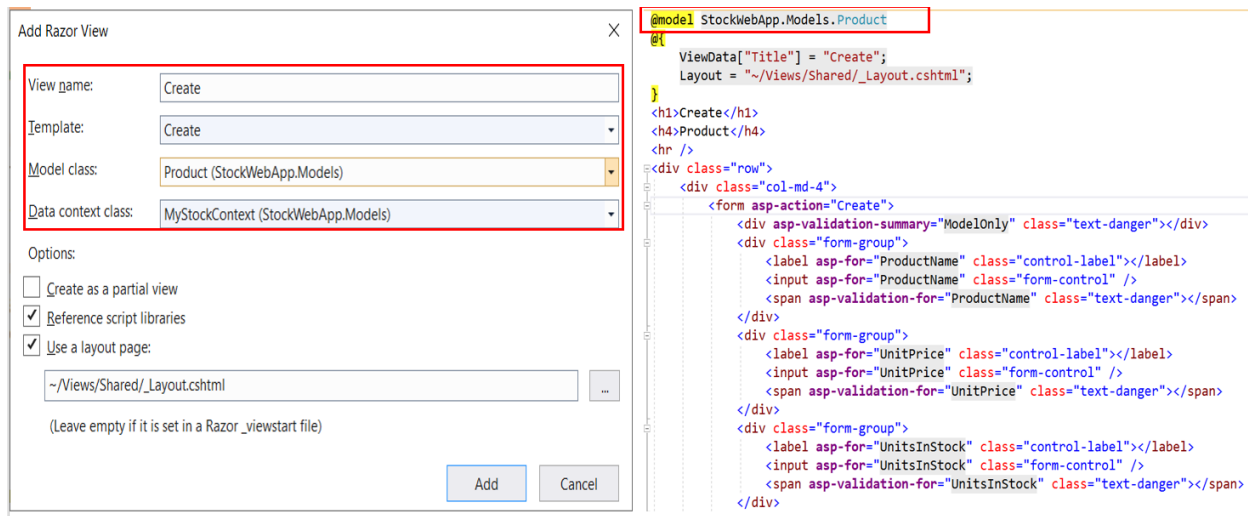 Add Razor View
X
View name: Create
Template: Create
Model class: Product (StockWebApp.Models)
Data context class: MyStockContext (StockWebApp.Models)
Options:
Create as a partial view
Reference script libraries
Use a layout page:
~/Views/Shared/_Layout.cshtml
...
(Leave empty if it is set in a Razor _viewstart file)
Add Cancel
@model StockWebApp.Models.Product
@{
ViewData["Title"] = "Create";
Layout = "~/Views/Shared/_Layout.cshtml";
}
<h1>Create</h1>
<h4>Product</h4>
<hr />
<div class="row">
<div class="col-md-4">
<form asp-action="Create">
<div asp-validation-summary="ModelOnly" class="text-danger"></div>
<div class="form-group">
<label asp-for="ProductName" class="control-label"></label>
<input asp-for="ProductName" class="form-control" />
<span asp-validation-for="ProductName" class="text-danger"></span>
</div>
<div class="form-group">
<label asp-for="UnitPrice" class="control-label"></label>
<input asp-for="UnitPrice" class="form-control" />
<span asp-validation-for="UnitPrice" class="text-danger"></span>
</div>
<div class="form-group">
<label asp-for="UnitsInStock" class="control-label"></label>
<input asp-for="UnitsInStock" class="form-control" />
<span asp-validation-for="UnitsInStock" class="text-danger"></span>
</div>